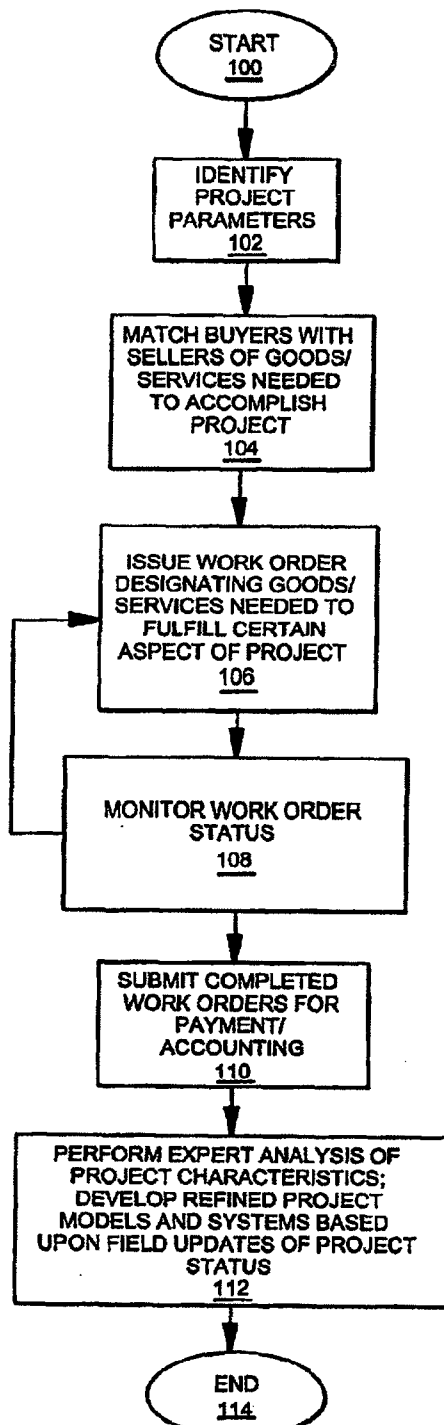 START
100
IDENTIFY
PROJECT
PARAMETERS
102
MATCH BUYERS WITH
SELLERS OF GOODS/
SERVICES NEEDED
TO ACCOMPLISH
PROJECT
104
ISSUE WORK ORDER
DESIGNATING GOODS/
SERVICES NEEDED TO
FULFILL CERTAIN
ASPECT OF PROJECT
106
MONITOR WORK ORDER
STATUS
108
SUBMIT COMPLETED
WORK ORDERS FOR
PAYMENT/
ACCOUNTING
110
PERFORM EXPERT ANALYSIS OF
PROJECT CHARACTERISTICS;
DEVELOP REFINED PROJECT
MODELS AND SYSTEMS BASED
UPON FIELD UPDATES OF PROJECT
STATUS
112
END
114